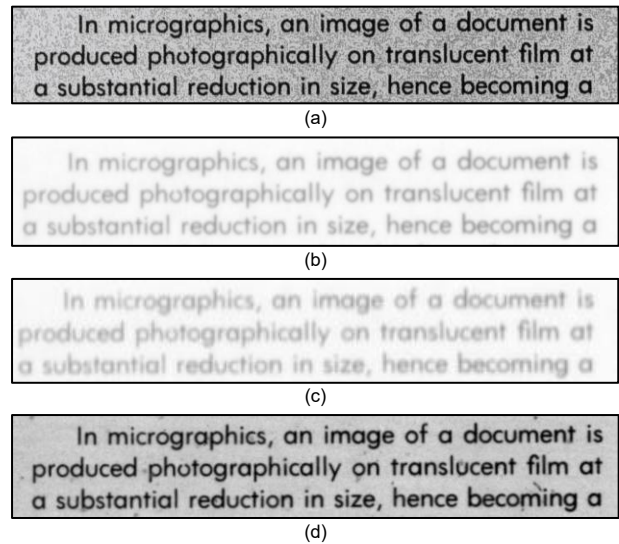 In micrographics, an image of a document is
produced photographically on translucent film at
a substantial reduction in size, hence becoming a
(a)
In micrographics, an image of a document is
produced photographically on translucent film at
a substantial reduction in size, hence becoming a
(b)
In micrographics, an image of a document is
produced photographically on translucent film at
a substantial reduction in size, hence becoming a
(c)
In micrographics, an image of a document is
produced photographically on translucent film at
a substantial reduction in size, hence becoming a
(d)